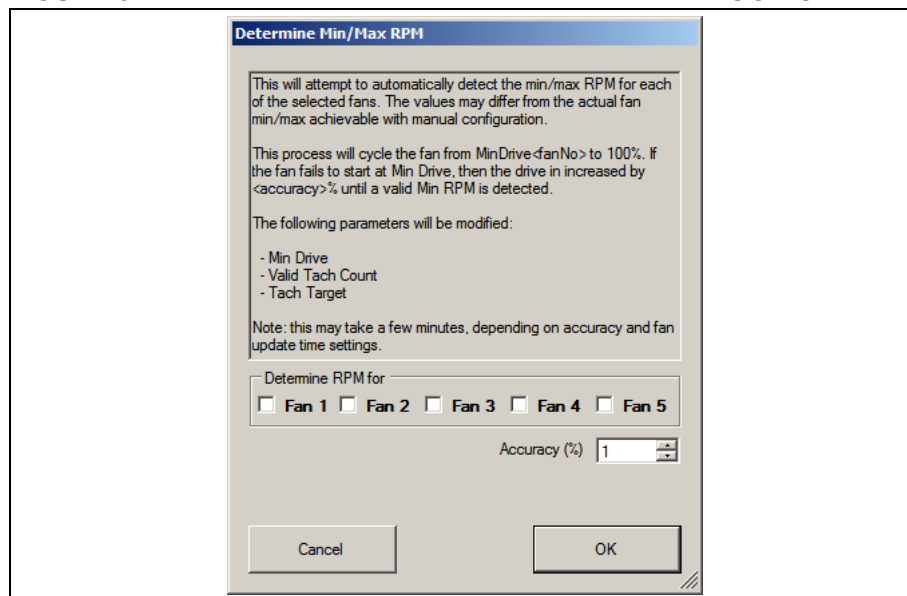 Determine Min/Max RPM
This will attempt to automatically detect the min/max RPM for each
of the selected fans. The values may differ from the actual fan
min/max achievable with manual configuration.
This process will cycle the fan from MinDrive<fanNo> to 100%. If
the fan fails to start at Min Drive, then the drive in increased by
<accuracy>% until a valid Min RPM is detected.
The following parameters will be modified:
- Min Drive
- Valid Tach Count
- Tach Target
Note: this may take a few minutes, depending on accuracy and fan
update time settings.
Determine RPM for
Fan 1 Fan 2 Fan 3 Fan 4 Fan 5
Accuracy (%) 1
Cancel OK